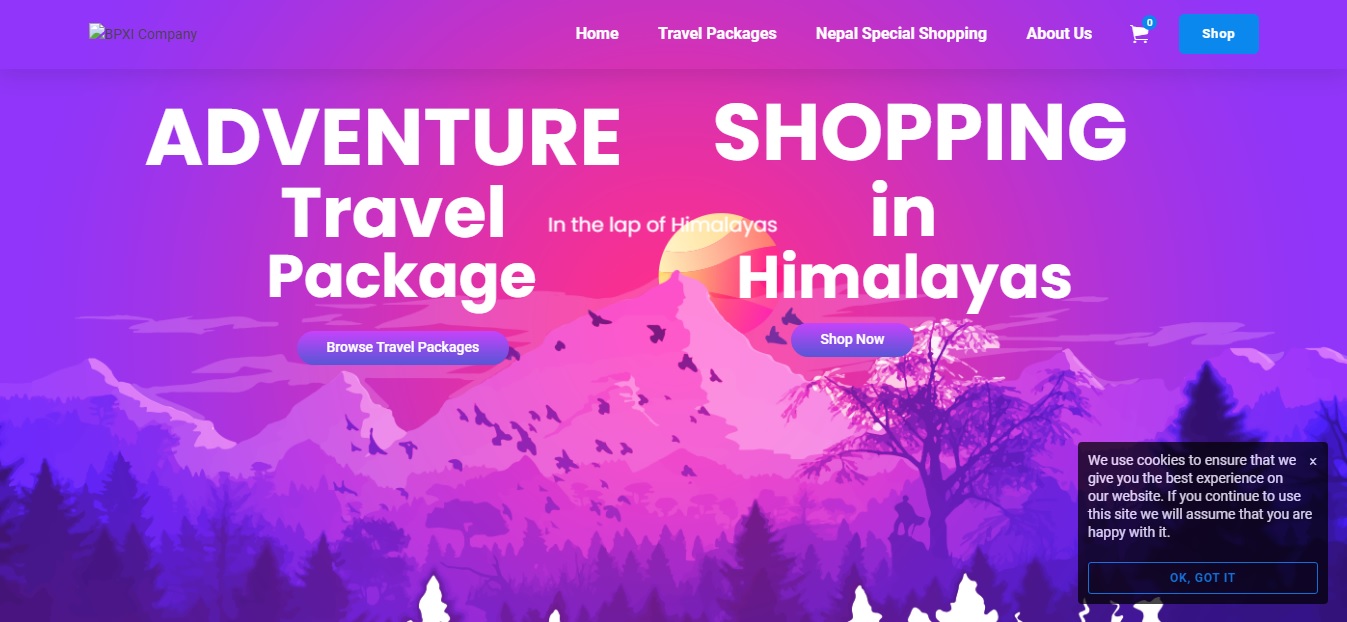 BPXI Company
Home
Travel Packages
Nepal Special Shopping
About Us
0
Shop
ADVENTURE
Travel
Package
Browse Travel Packages
In the lap of Himalayas
SHOPPING
in
Himalayas
Shop Now
We use cookies to ensure that we
give you the best experience on
our website. If you continue to use
this site we will assume that you are
happy with it.
x
OK, GOT IT